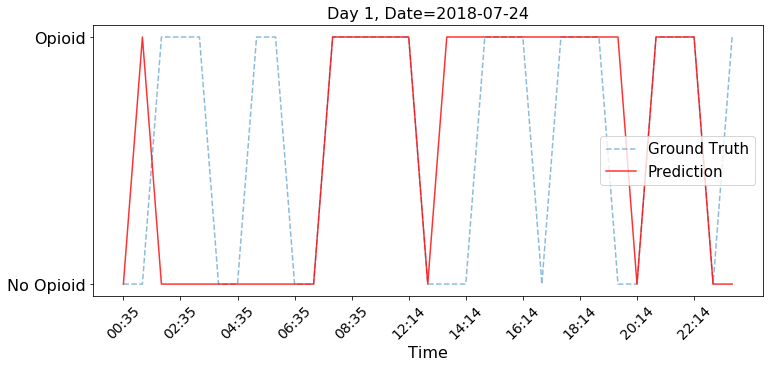 Day 1, Date=2018-07-24
Opioid
No Opioid
Ground Truth
Prediction
00:35
02:35
04:35
06:35
08:35
12:14
14:14
16:14
18:14
20:14
22:14
Time